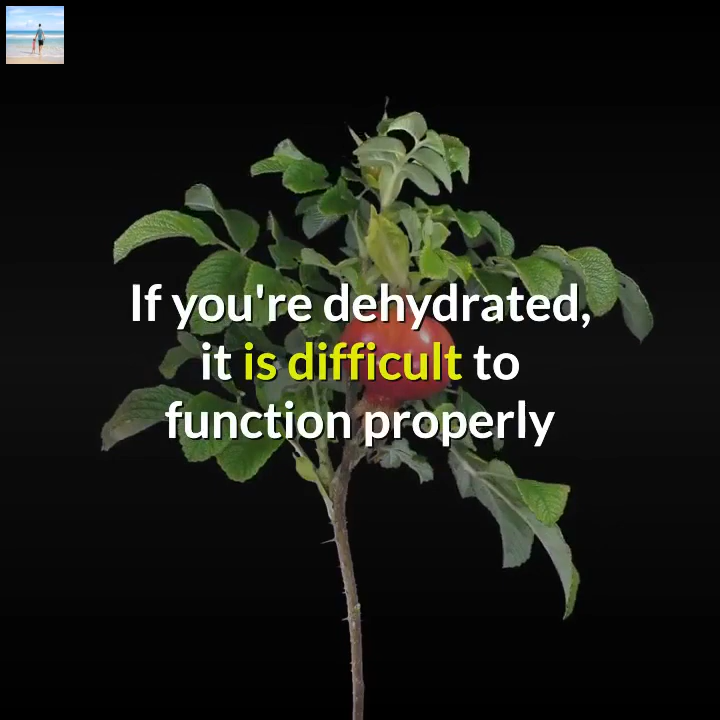 If you're dehydrated,
it is difficult to
function properly